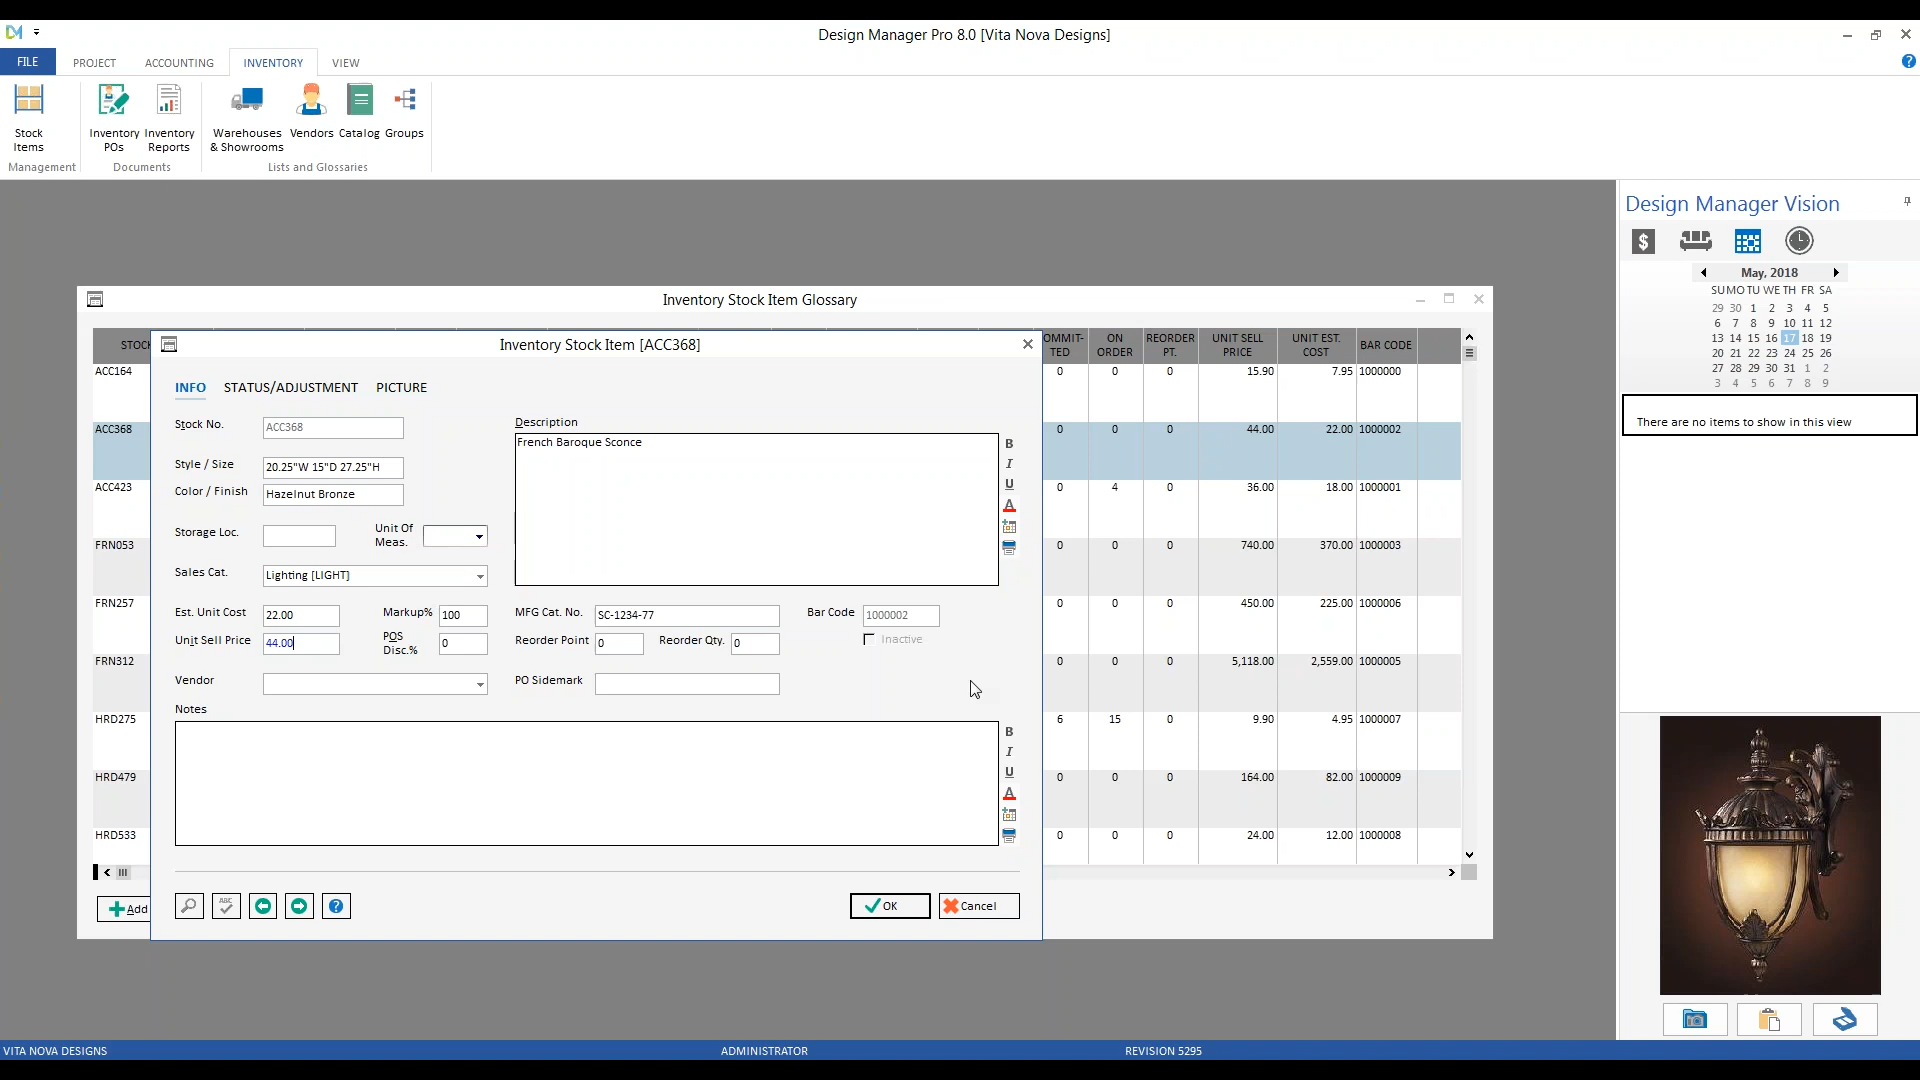 Design Manager Pro 8.0 [Vita Nova Designs]
FILE PROJECT ACCOUNTING INVENTORY VIEW
Stock Items
Inventory POs
Inventory Reports
Warehouses & Showrooms
Vendors
Catalog
Groups
Management Documents Lists and Glossaries
Design Manager Vision
May, 2018
SU MO TU WE TH FR SA
29 30 1 2 3 4 5
6 7 8 9 10 11 12
13 14 15 16 17 18 19
20 21 22 23 24 25 26
27 28 29 30 31 1 2
3 4 5 6 7 8 9
There are no items to show in this view
Inventory Stock Item Glossary
STOCK
OMMIT-TED ON ORDER REORDER PT. UNIT SELL PRICE UNIT EST. COST BAR CODE
ACC164 0 0 0 15.90 7.95 1000000
ACC368 0 0 0 44.00 22.00 1000002
ACC423 0 4 0 36.00 18.00 1000001
FRN053 0 0 0 740.00 370.00 1000003
FRN257 0 0 0 450.00 225.00 1000006
FRN312 0 0 0 5,118.00 2,559.00 1000005
HRD275 6 15 0 9.90 4.95 1000007
HRD479 0 0 0 164.00 82.00 1000009
HRD533 0 0 0 24.00 12.00 1000008
Add
Inventory Stock Item [ACC368]
INFO STATUS/ADJUSTMENT PICTURE
Stock No. ACC368
Style / Size 20.25"W 15"D 27.25"H
Color / Finish Hazelnut Bronze
Storage Loc. Unit Of Meas.
Sales Cat. Lighting [LIGHT]
Description
French Baroque Sconce
B
I
U
A
Est. Unit Cost 22.00 Markup% 100 MFG Cat. No. SC-1234-77 Bar Code 1000002
Unit Sell Price 44.00 POS Disc.% 0 Reorder Point 0 Reorder Qty. 0 Inactive
Vendor PO Sidemark
Notes
B
I
U
A
ABC
OK Cancel
VITA NOVA DESIGNS ADMINISTRATOR REVISION 5295